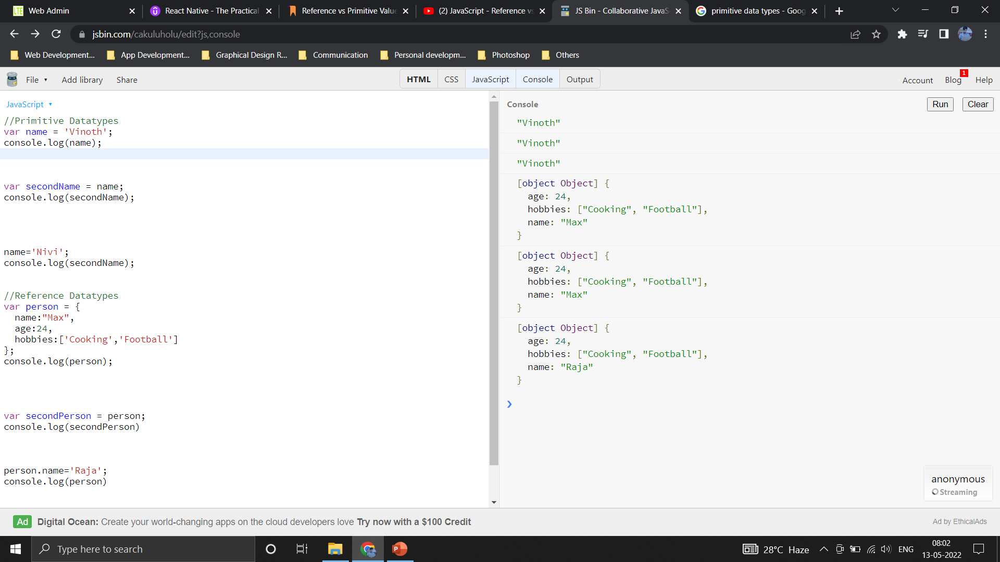 Web Admin
React Native - The Practical
Reference vs Primitive Value
(2) JavaScript - Reference vs
JS Bin - Collaborative JavaS
primitive data types - Goog
jsbin.com/cakuluholu/edit?js,console
Web Development...
App Development...
Graphical Design R...
Communication
Personal developm...
Photoshop
Others
File
Add library
Share
HTML
CSS
JavaScript
Console
Output
Account
Blog
1
Help
JavaScript
//Primitive Datatypes
var name = 'Vinoth';
console.log(name);
var secondName = name;
console.log(secondName);
name='Nivi';
console.log(secondName);
//Reference Datatypes
var person = {
  name:"Max",
  age:24,
  hobbies:['Cooking','Football']
};
console.log(person);
var secondPerson = person;
console.log(secondPerson)
person.name='Raja';
console.log(person)
Console
Run
Clear
"Vinoth"
"Vinoth"
"Vinoth"
[object Object] {
  age: 24,
  hobbies: ["Cooking", "Football"],
  name: "Max"
}
[object Object] {
  age: 24,
  hobbies: ["Cooking", "Football"],
  name: "Max"
}
[object Object] {
  age: 24,
  hobbies: ["Cooking", "Football"],
  name: "Raja"
}
anonymous
Streaming
Ad Digital Ocean: Create your world-changing apps on the cloud developers love Try now with a $100 Credit
Ad by EthicalAds
Type here to search
28°C Haze
ENG
08:02
13-05-2022